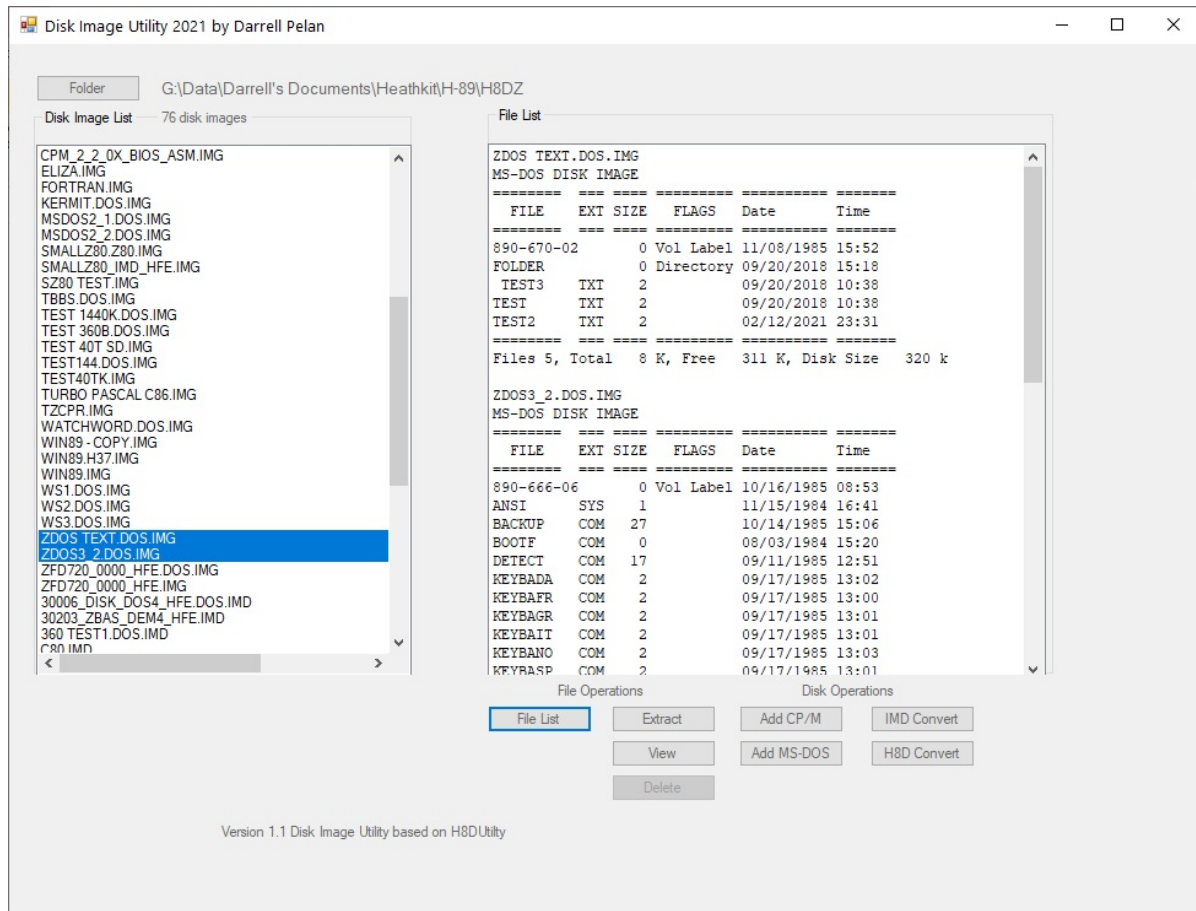 Disk Image Utility 2021 by Darrell Pelan
Folder
G:\Data\Darrell's Documents\Heathkit\H-89\H8DZ
Disk Image List
76 disk images
CPM_2_2_0X_BIOS_ASM.IMG
ELIZA.IMG
FORTRAN.IMG
KERMIT.DOS.IMG
MSDOS2_1.DOS.IMG
MSDOS2_2.DOS.IMG
SMALLZ80.Z80.IMG
SMALLZ80_IMD_HFE.IMG
SZ80 TEST.IMG
TBBS.DOS.IMG
TEST 1440K.DOS.IMG
TEST 360B.DOS.IMG
TEST 40T SD.IMG
TEST144.DOS.IMG
TEST40TK.IMG
TURBO PASCAL C86.IMG
TZCPR.IMG
WATCHWORD.DOS.IMG
WIN89 - COPY.IMG
WIN89.H37.IMG
WIN89.IMG
WS1.DOS.IMG
WS2.DOS.IMG
WS3.DOS.IMG
ZDOS TEXT.DOS.IMG
ZDOS3_2.DOS.IMG
ZFD720_0000_HFE.DOS.IMG
ZFD720_0000_HFE.IMG
30006_DISK_DOS4_HFE.DOS.IMD
30203_ZBAS_DEM4_HFE.IMD
360 TEST1.DOS.IMD
C80.IMD
File List
ZDOS TEXT.DOS.IMG
MS-DOS DISK IMAGE
======== === ==== ========= ========== =======
FILE EXT SIZE FLAGS Date Time
======== === ==== ========= ========== =======
890-670-02 0 Vol Label 11/08/1985 15:52
FOLDER 0 Directory 09/20/2018 15:18
TEST3 TXT 2 09/20/2018 10:38
TEST TXT 2 09/20/2018 10:38
TEST2 TXT 2 02/12/2021 23:31
======== === ==== ========= ========== =======
Files 5, Total 8 K, Free 311 K, Disk Size 320 k
ZDOS3_2.DOS.IMG
MS-DOS DISK IMAGE
======== === ==== ========= ========== =======
FILE EXT SIZE FLAGS Date Time
======== === ==== ========= ========== =======
890-666-06 0 Vol Label 10/16/1985 08:53
ANSI SYS 1 11/15/1984 16:41
BACKUP COM 27 10/14/1985 15:06
BOOTF COM 0 08/03/1984 15:20
DETECT COM 17 09/11/1985 12:51
KEYBADA COM 2 09/17/1985 13:02
KEYBAFR COM 2 09/17/1985 13:00
KEYBAGR COM 2 09/17/1985 13:01
KEYBAIT COM 2 09/17/1985 13:01
KEYBANO COM 2 09/17/1985 13:03
KEYBASP COM 2 09/17/1985 13:01
File Operations
Disk Operations
File List
Extract
Add CP/M
IMD Convert
View
Add MS-DOS
H8D Convert
Delete
Version 1.1 Disk Image Utility based on H8DUtilty